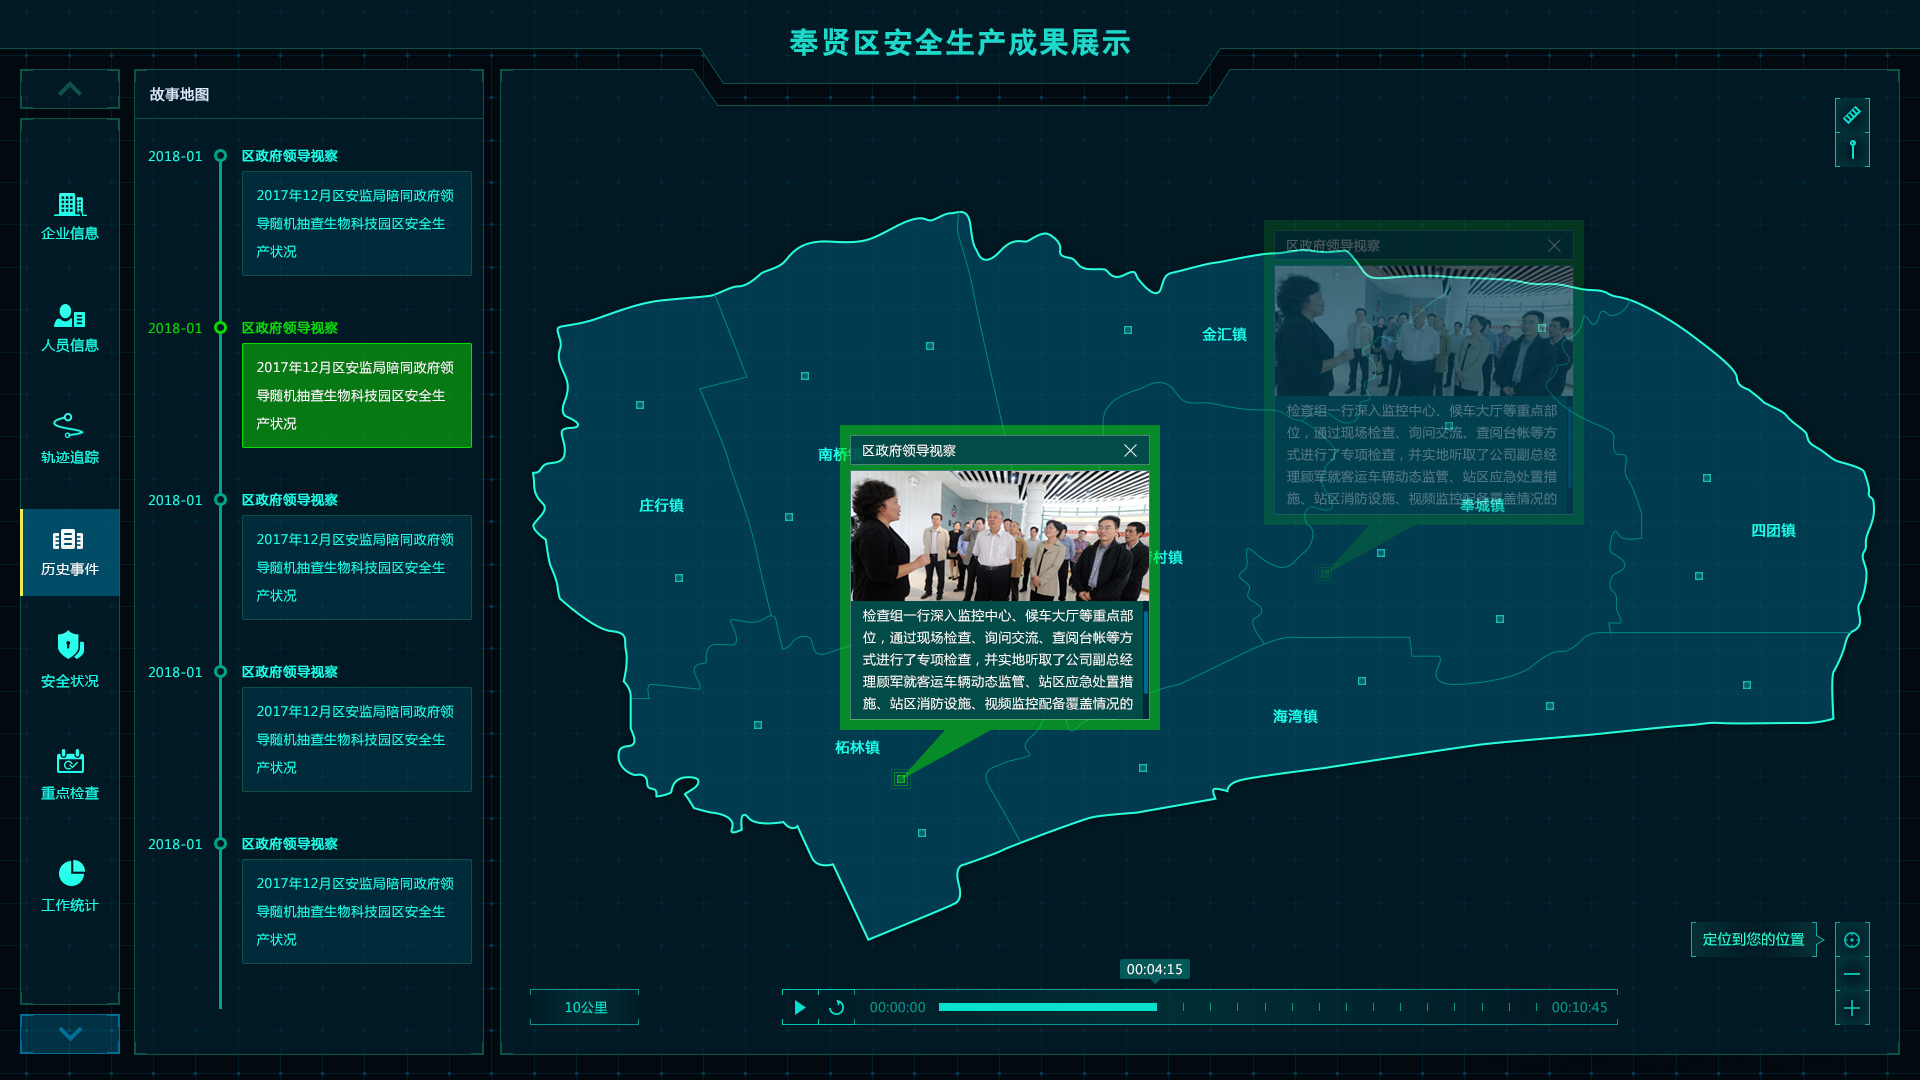 奉贤区安全生产成果展示
企业信息
人员信息
轨迹追踪
历史事件
安全状况
重点检查
工作统计
故事地图
2018-01
区政府领导视察
2017年12月区安监局陪同政府领
导随机抽查生物科技园区安全生
产状况
2018-01
区政府领导视察
2017年12月区安监局陪同政府领
导随机抽查生物科技园区安全生
产状况
2018-01
区政府领导视察
2017年12月区安监局陪同政府领
导随机抽查生物科技园区安全生
产状况
2018-01
区政府领导视察
2017年12月区安监局陪同政府领
导随机抽查生物科技园区安全生
产状况
2018-01
区政府领导视察
2017年12月区安监局陪同政府领
导随机抽查生物科技园区安全生
产状况
区政府领导视察
检查组一行深入监控中心、候车大厅等重点部
位，通过现场检查、询问交流、查阅台帐等方
式进行了专项检查，并实地听取了公司副总经
理顾军就客运车辆动态监管、站区应急处置措
施、站区消防设施、视频监控配备覆盖情况的
金汇镇
南桥
庄行镇
区政府领导视察
检查组一行深入监控中心、候车大厅等重点部
位，通过现场检查、询问交流、查阅台帐等方
式进行了专项检查，并实地听取了公司副总经
理顾军就客运车辆动态监管、站区应急处置措
施、站区消防设施、视频监控配备覆盖情况的
奉城镇
四团镇
村镇
海湾镇
柘林镇
定位到您的位置
10公里
00:04:15
00:00:00
00:10:45